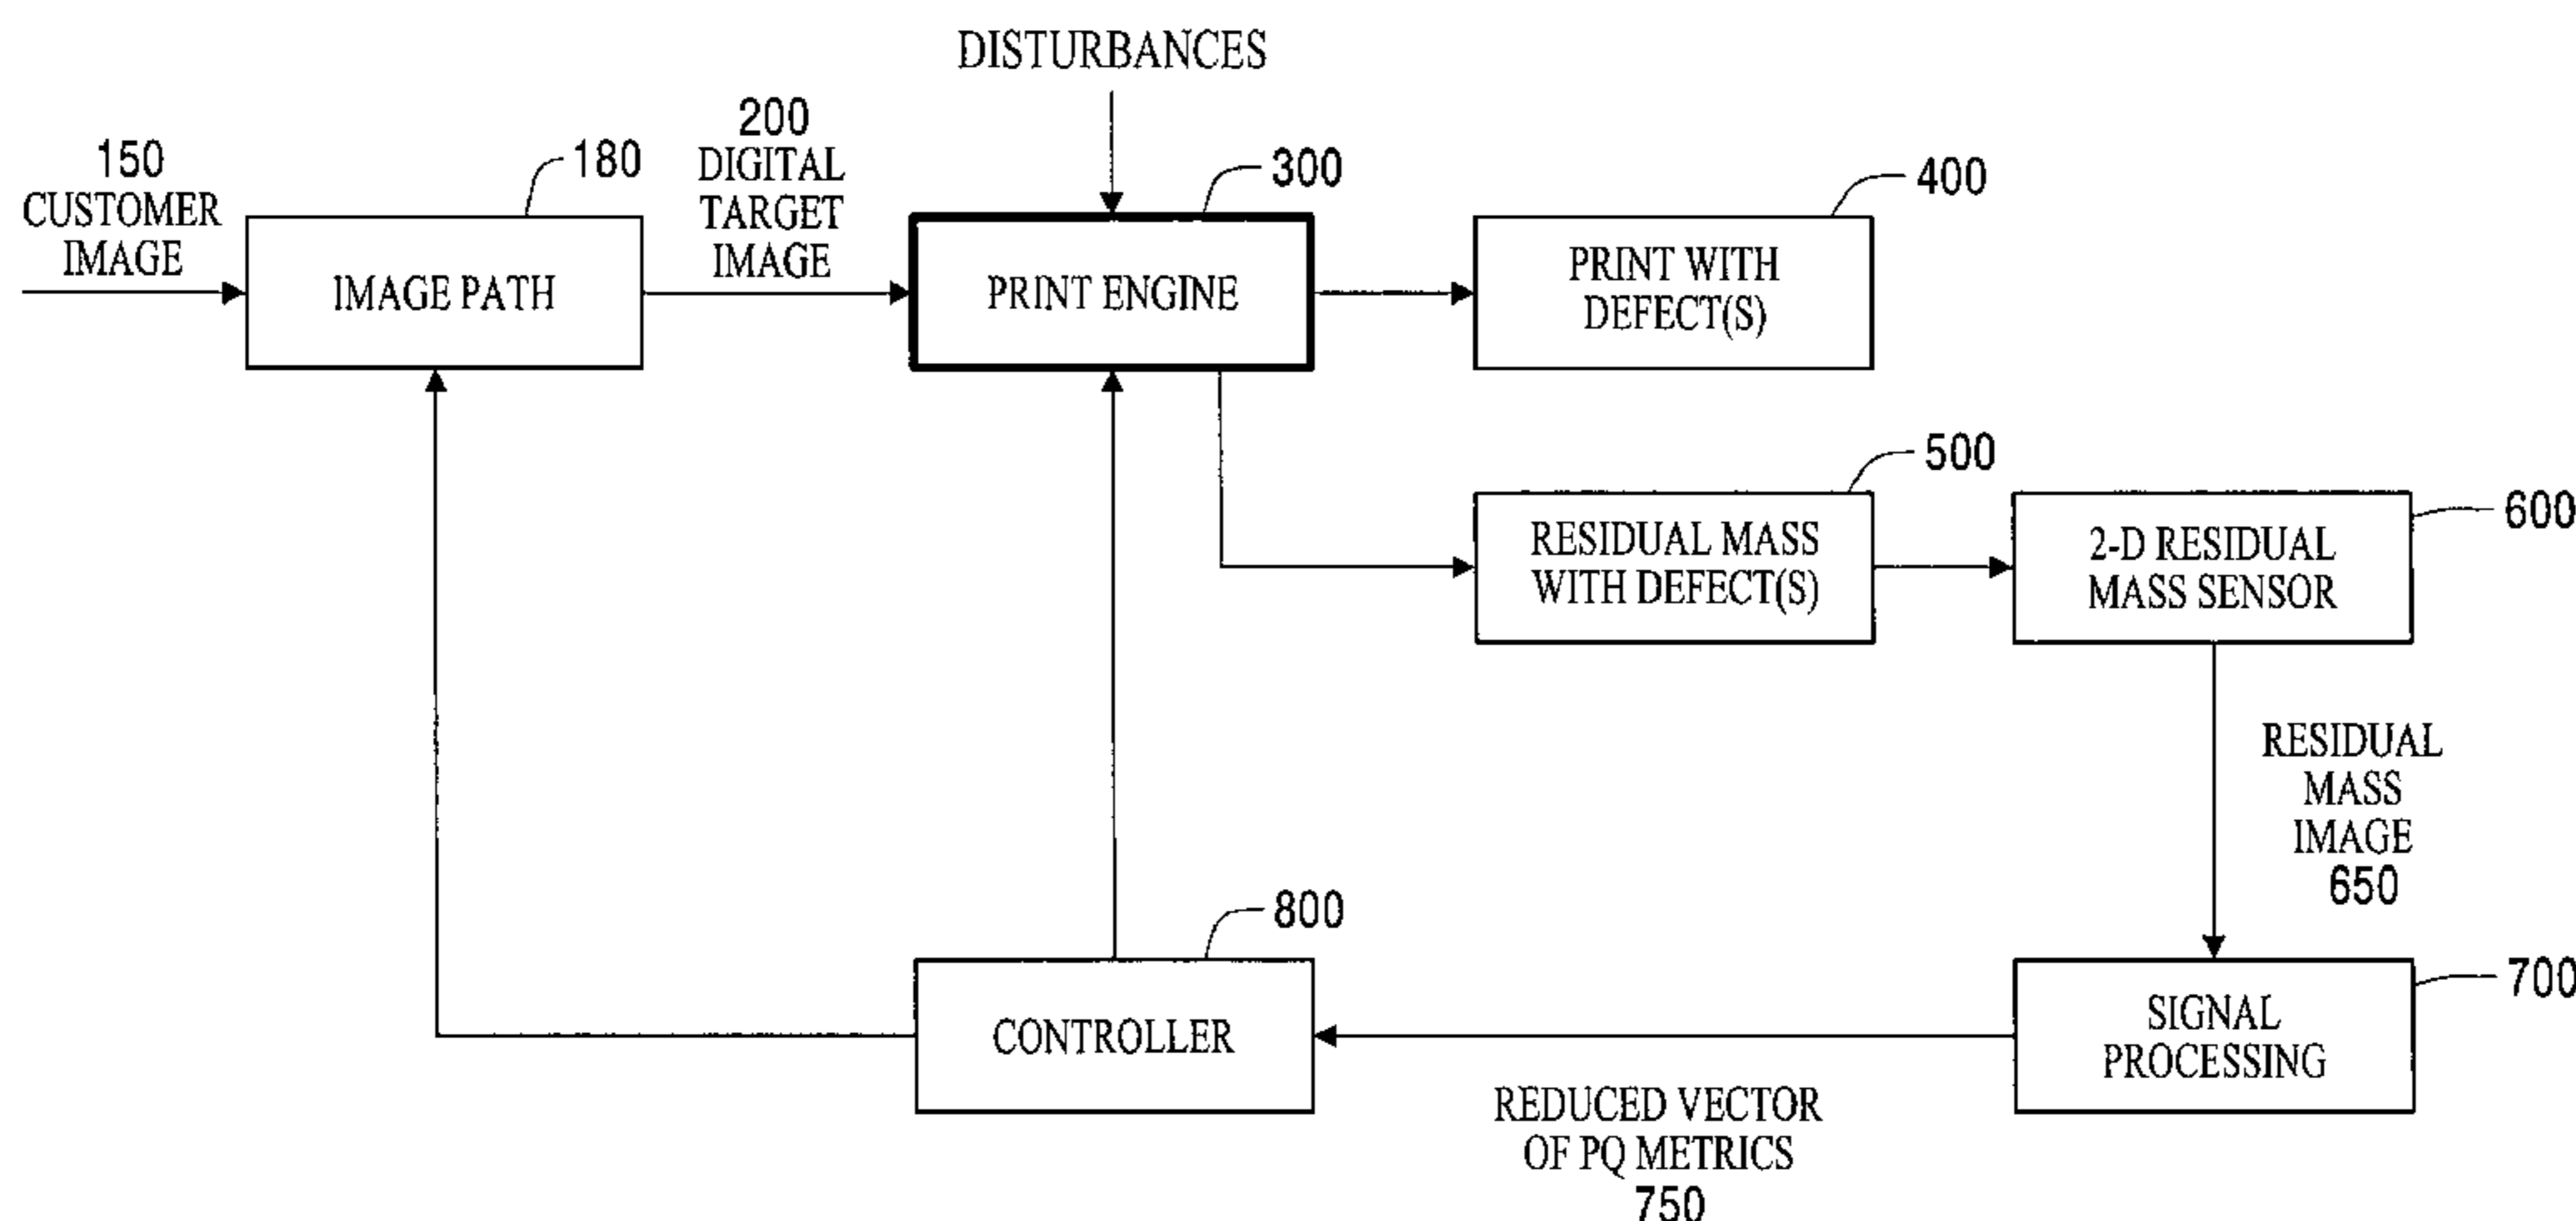 DISTURBANCES
150
CUSTOMER
IMAGE
180
IMAGE PATH
200
DIGITAL
TARGET
IMAGE
300
PRINT ENGINE
400
PRINT WITH
DEFECT(S)
500
RESIDUAL MASS
WITH DEFECT(S)
600
2-D RESIDUAL
MASS SENSOR
RESIDUAL
MASS
IMAGE
650
700
SIGNAL
PROCESSING
REDUCED VECTOR
OF PQ METRICS
750
800
CONTROLLER